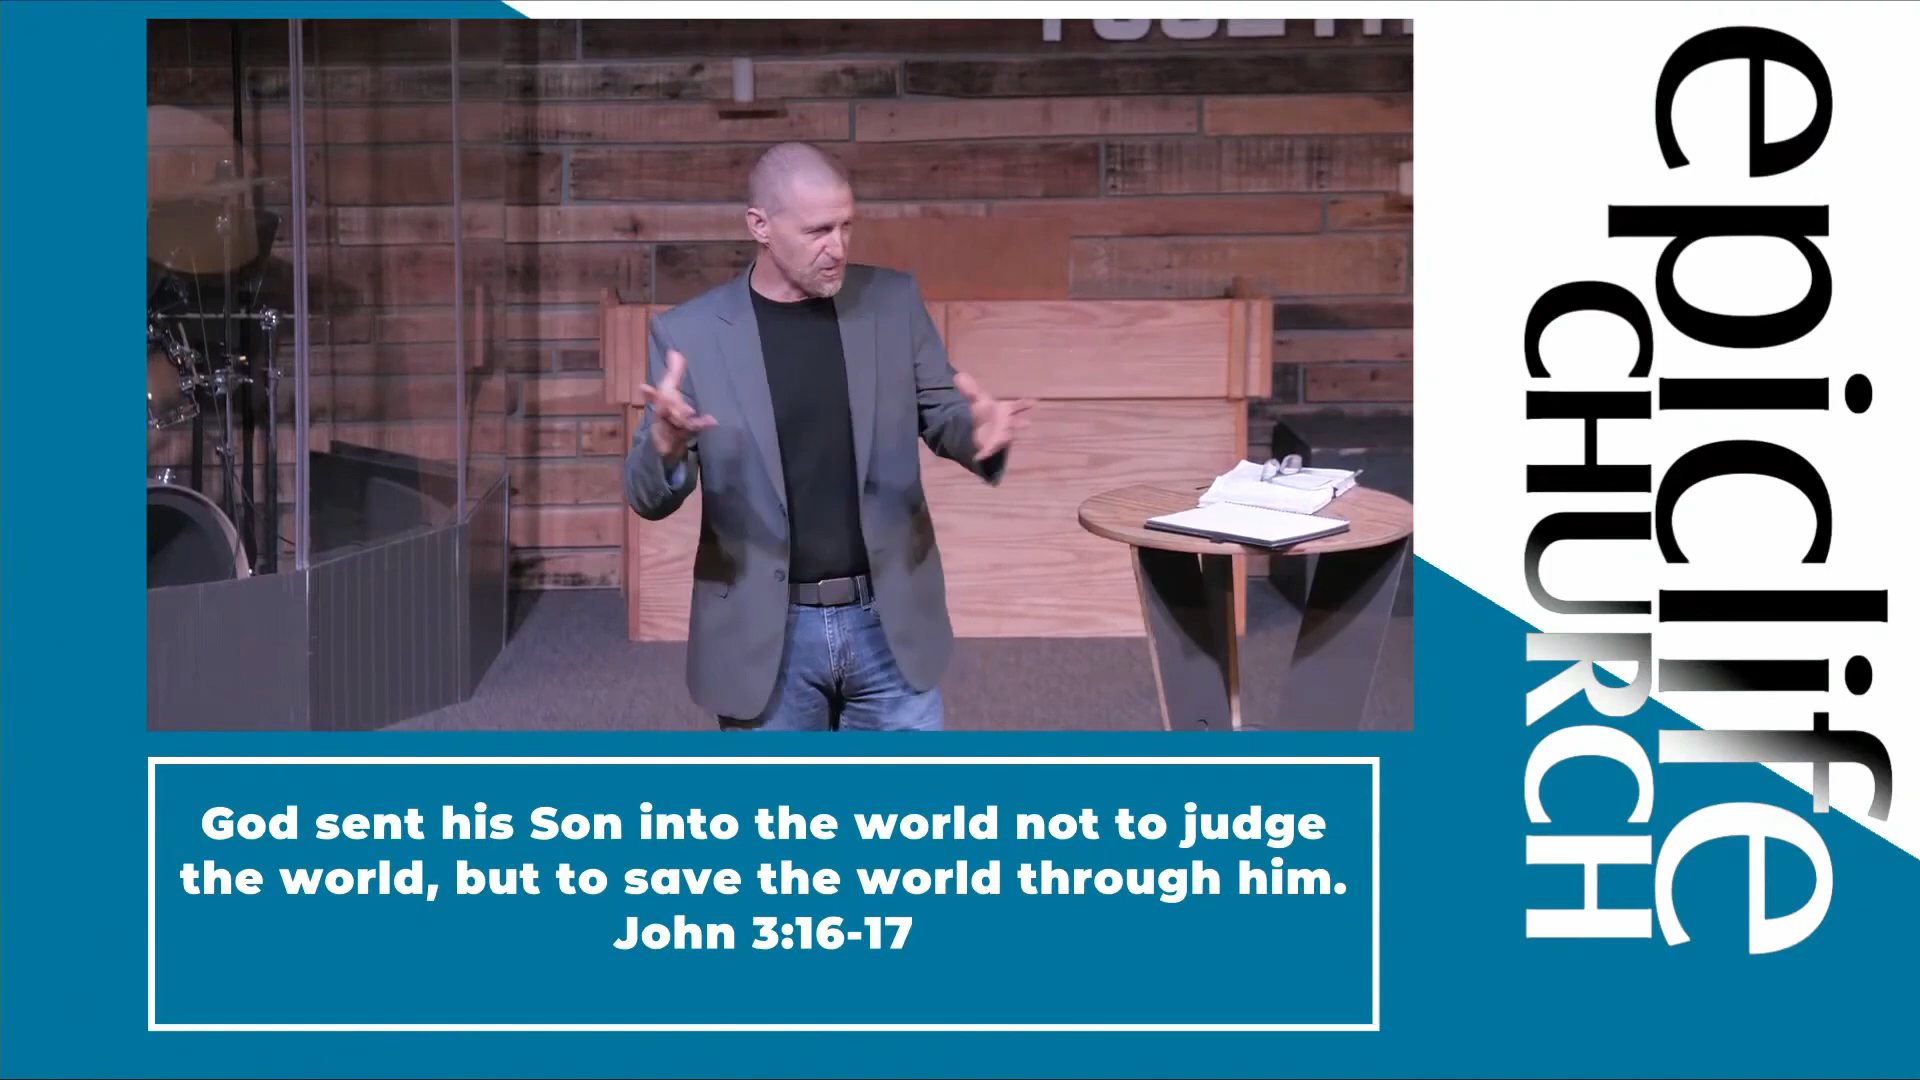 God sent his Son into the world not to judge
the world, but to save the world through him.
John 3:16-17
epiclife
CHURCH